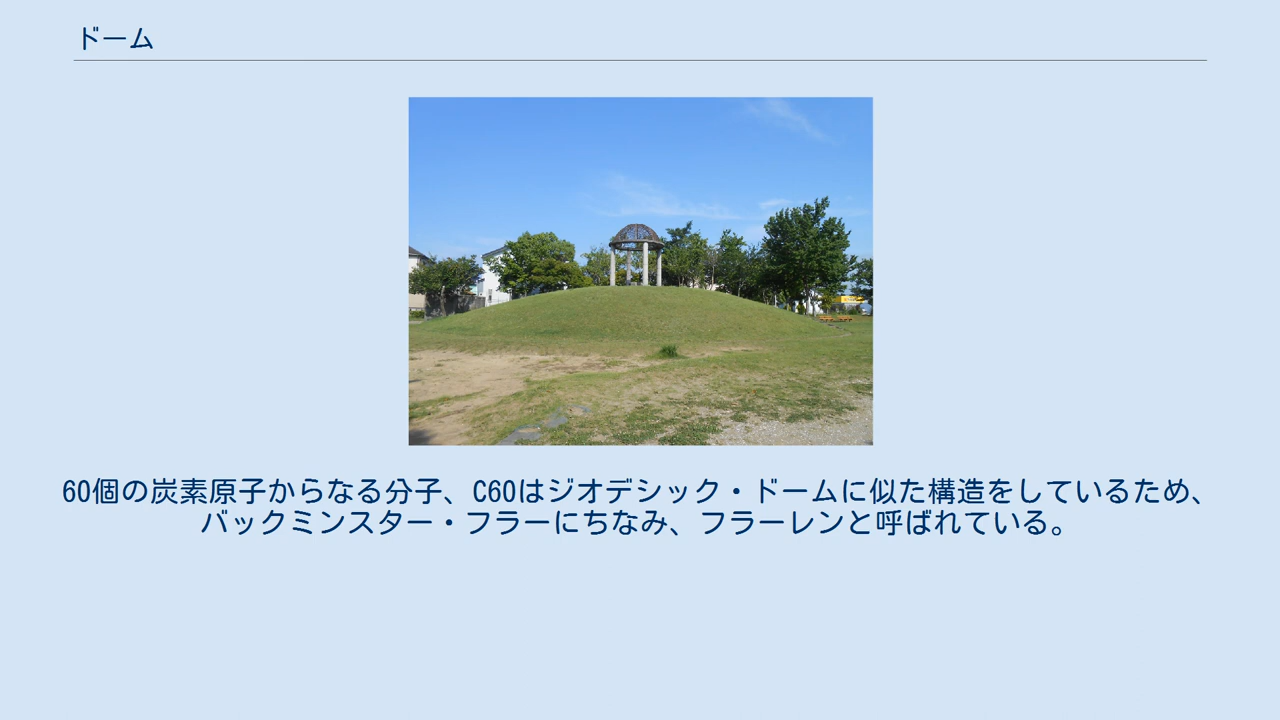 ドーム
60個の炭素原子からなる分子、C60はジオデシック・ドームに似た構造をしているため、
バックミンスター・フラーにちなみ、フラーレンと呼ばれている。